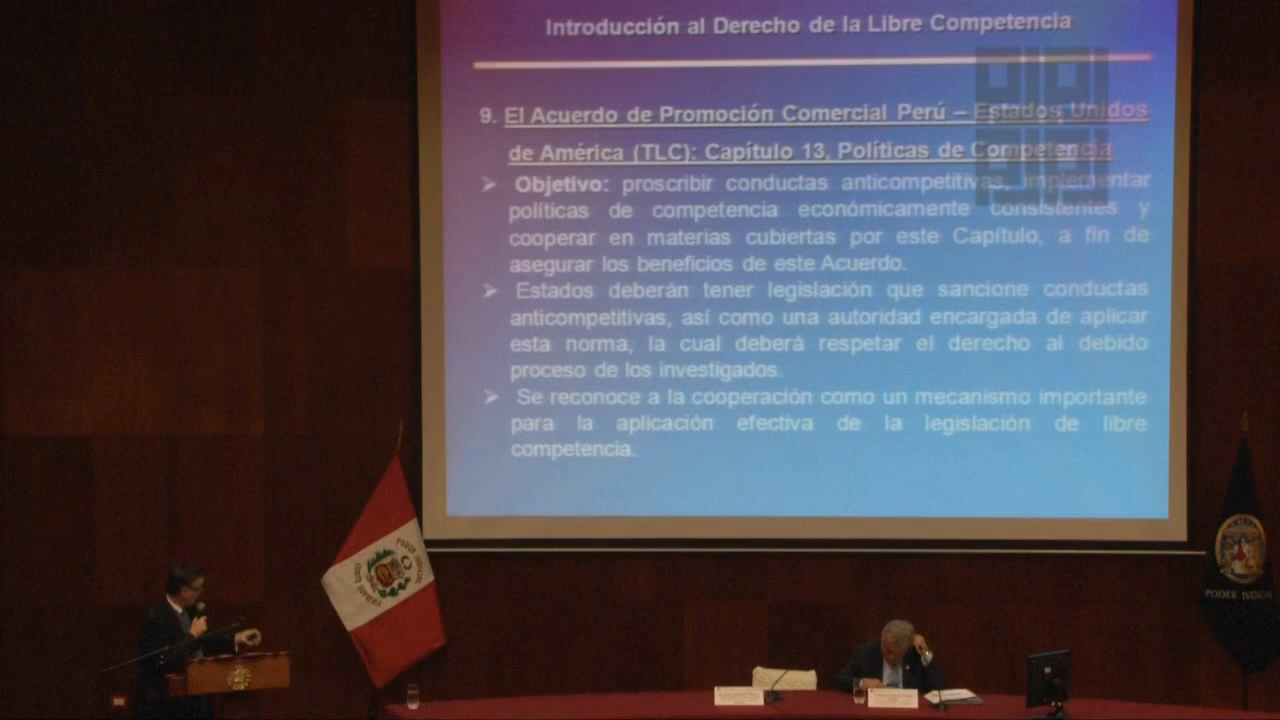 Introducción al Derecho de la Libre Competencia
9. El Acuerdo de Promoción Comercial Perú – Estados Unidos
de América (TLC): Capítulo 13, Políticas de Competencia
➢ Objetivo: proscribir conductas anticompetitivas, implementar
políticas de competencia económicamente consistentes y
cooperar en materias cubiertas por este Capítulo, a fin de
asegurar los beneficios de este Acuerdo.
➢ Estados deberán tener legislación que sancione conductas
anticompetitivas, así como una autoridad encargada de aplicar
esta norma, la cual deberá respetar el derecho al debido
proceso de los investigados.
➢ Se reconoce a la cooperación como un mecanismo importante
para la aplicación efectiva de la legislación de libre
competencia.
PODER
PODER